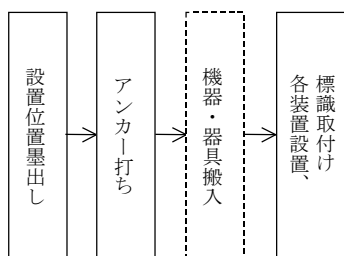 設置位置墨出し
アンカー打ち
機器・器具搬入
各装置設置、
標識取付け